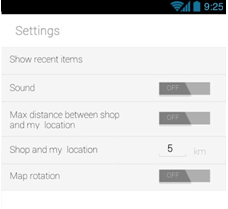 9:25
Settings
Show recent items
Sound
OFF
Max distance between shop
and my location
OFF
Shop and my location
5 km
Map rotation
OFF